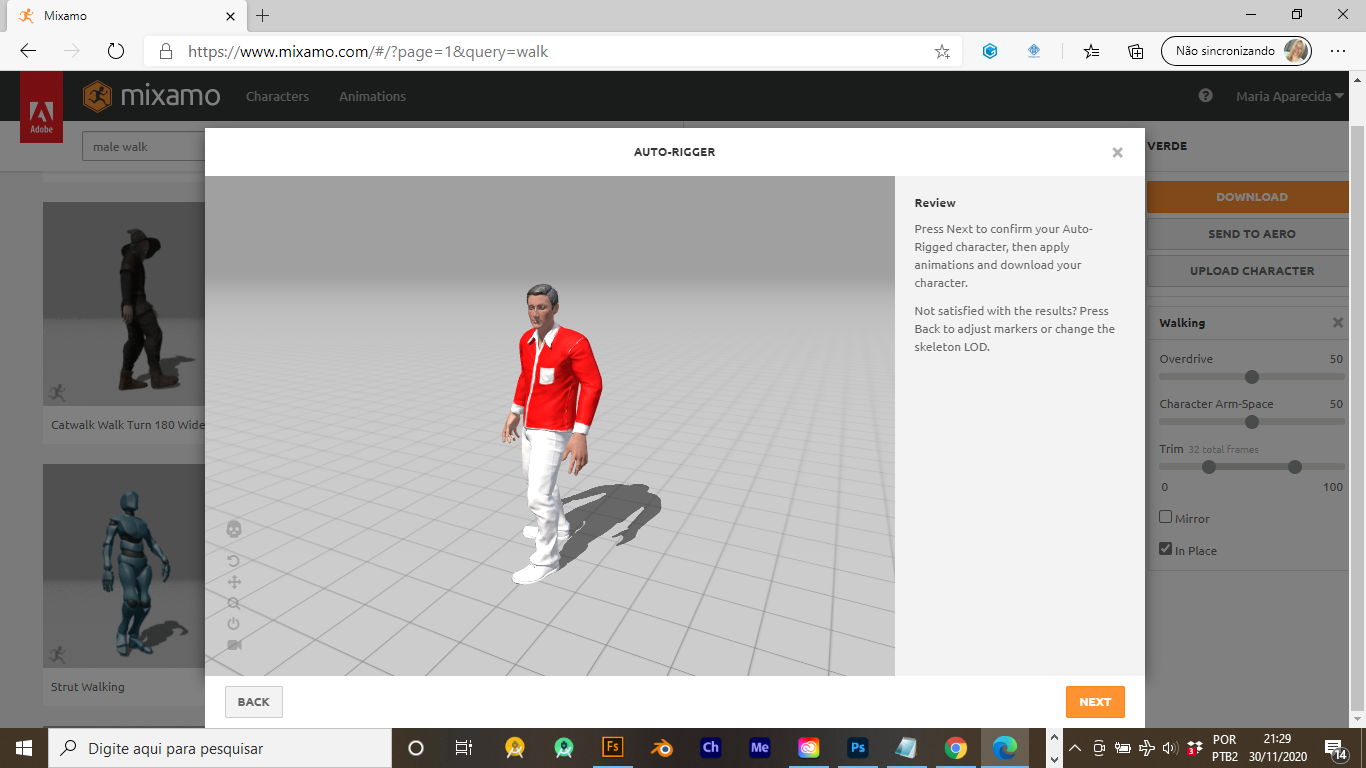 Mixamo
https://www.mixamo.com/#/?page=1&query=walk
Não sincronizando
Adobe
mixamo
Characters
Animations
Maria Aparecida
male walk
AUTO-RIGGER
VERDE
Review
Press Next to confirm your Auto-
Rigged character, then apply
animations and download your
character.
Not satisfied with the results? Press
Back to adjust markers or change the
skeleton LOD.
DOWNLOAD
SEND TO AERO
UPLOAD CHARACTER
Walking
Overdrive 50
Character Arm-Space 50
Trim 32 total frames
0 100
Mirror
In Place
Catwalk Walk Turn 180 Wide
Strut Walking
BACK
NEXT
Digite aqui para pesquisar
Fs
Ch
Me
Ps
3
POR
PTB2
21:29
30/11/2020
14